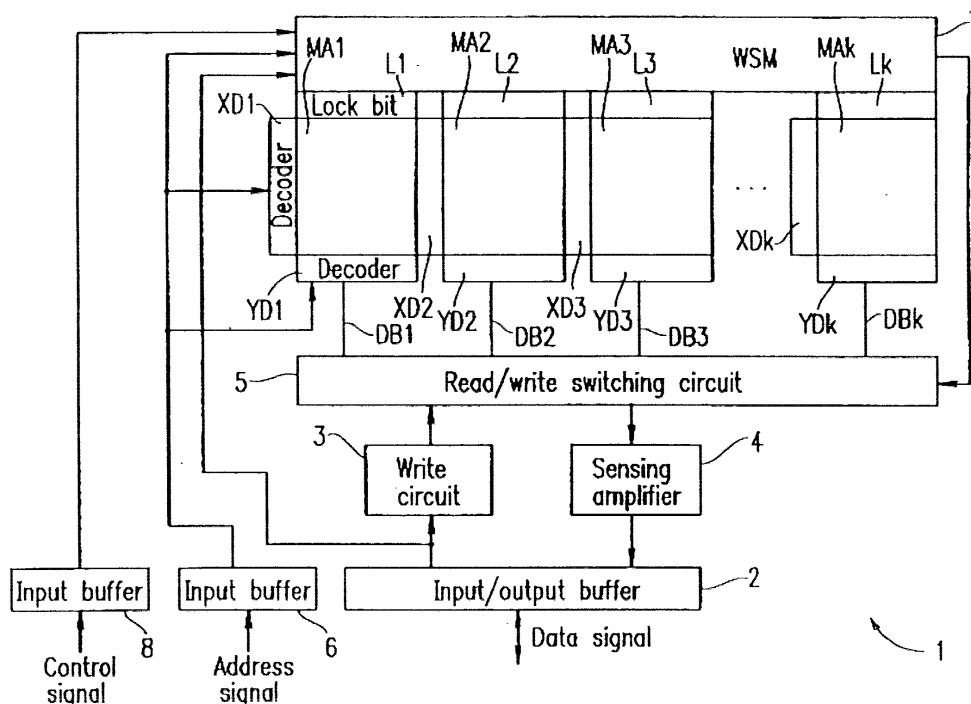 MA1 MA2 MA3 WSM MAk
L1 L2 L3 Lk
XD1 Lock bit
Decoder
... XDk
Decoder
YD1 XD2 YD2 XD3 YD3 YDk
DB1 DB2 DB3 DBk
5 Read/write switching circuit
3 4
Write circuit
Sensing amplifier
Input buffer Input buffer Input/output buffer 2
8 6
Control signal
Address signal
Data signal
1